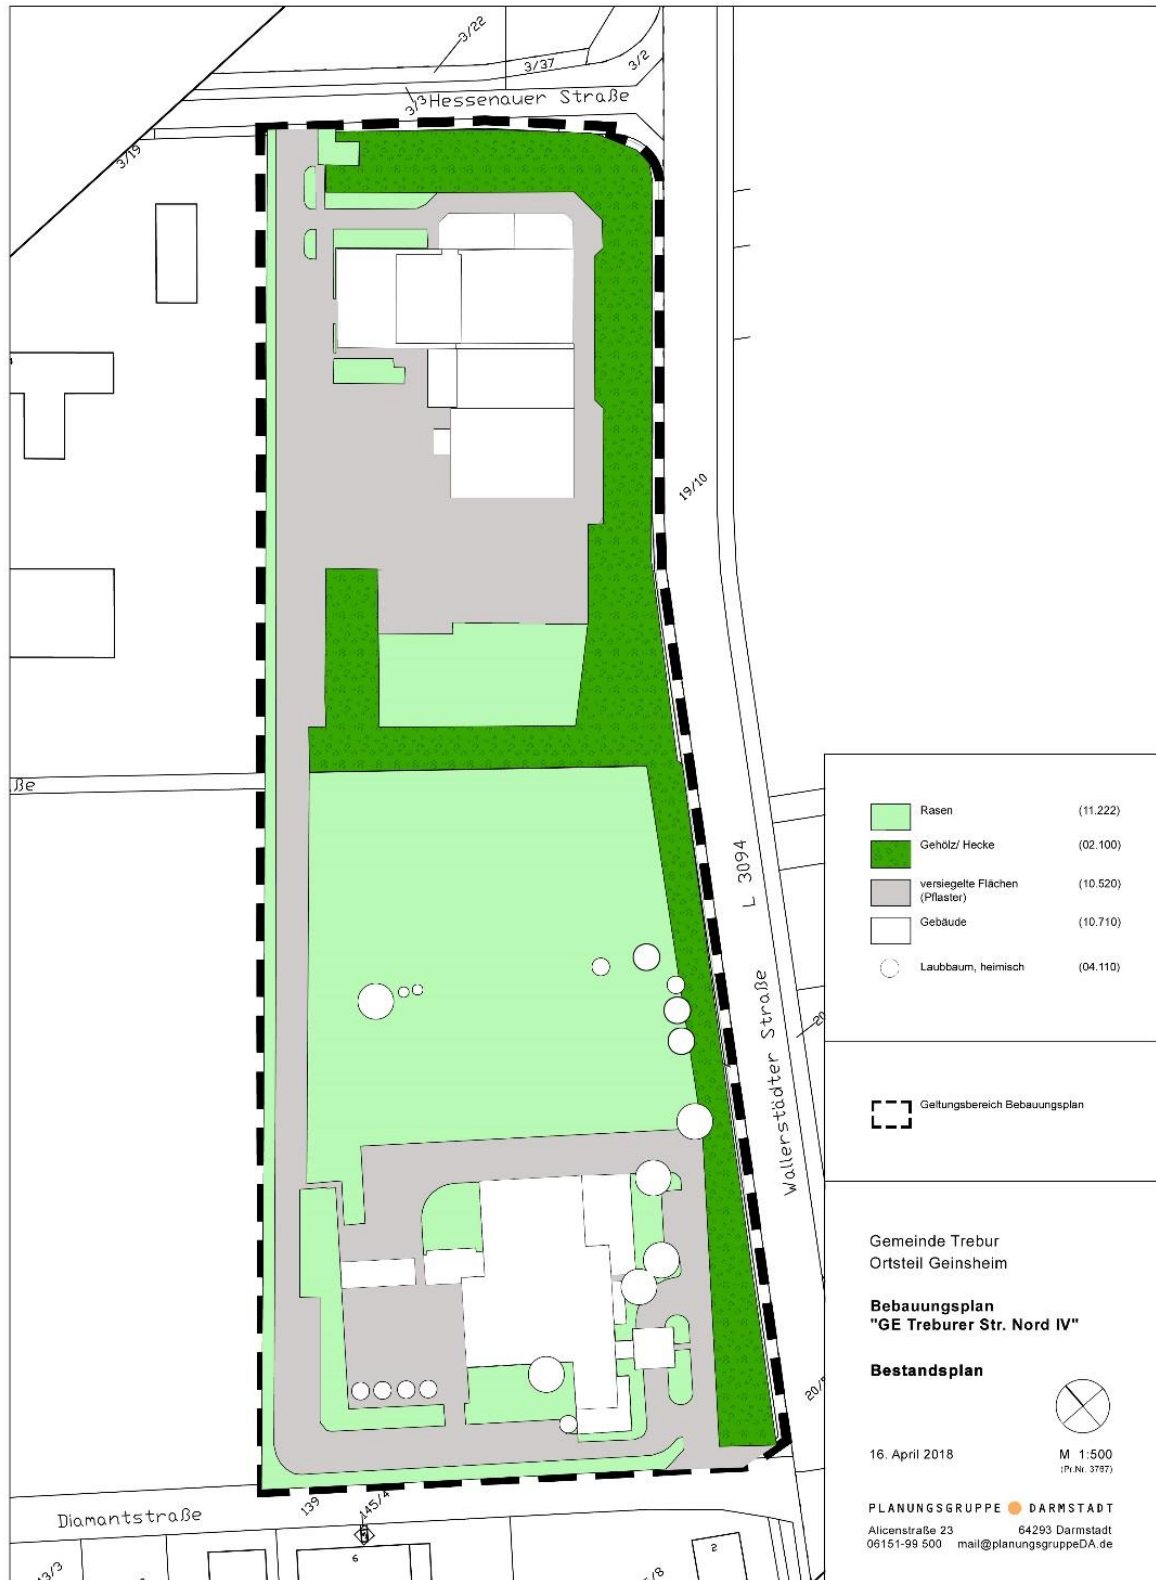 3/22
3/37
3/2
3/3
Hessenauer Straße
3/19
19/10
ße
L 3094
Wallerstädter Straße
Rasen (11.222)
Gehölz/ Hecke (02.100)
versiegelte Flächen (10.520)
(Pflaster)
Gebäude (10.710)
Laubbaum, heimisch (04.110)
Geltungsbereich Bebauungsplan
Gemeinde Trebur
Ortsteil Geinsheim
Bebauungsplan
"GE Treburer Str. Nord IV"
Bestandsplan
16. April 2018 M 1:500
(Pr.Nr. 3787)
PLANUNGSGRUPPE DARMSTADT
Alicenstraße 23 64293 Darmstadt
06151-99 500 mail@planungsgruppeDA.de
Diamantstraße
139
145/4
6
2